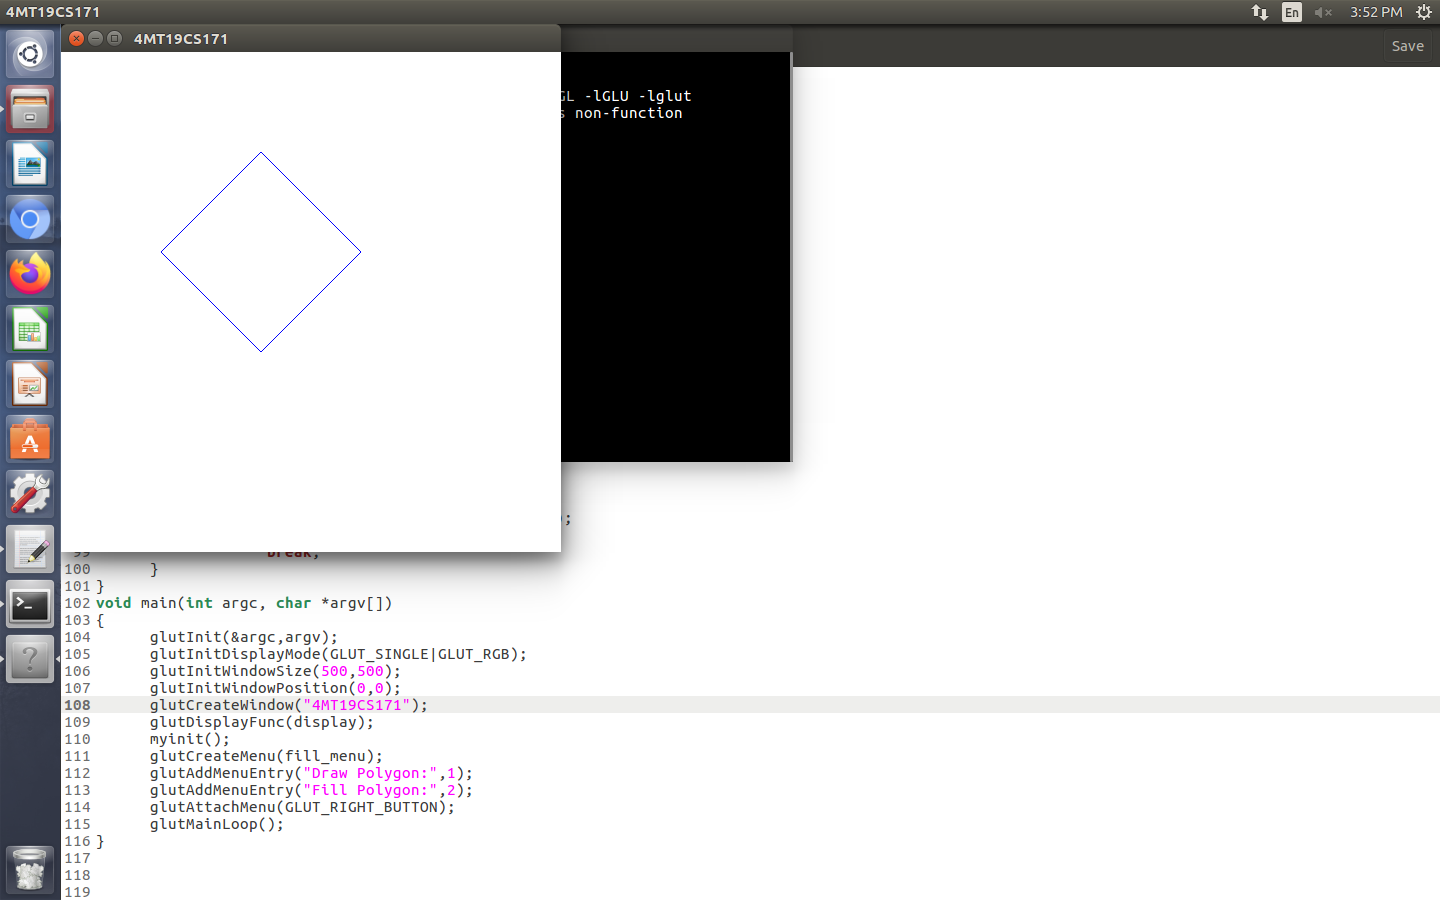 4MT19CS171
En
3:52 PM
4MT19CS171
Save
GL -lGLU -lglut
s non-function
);
99 break;
100 }
101 }
102 void main(int argc, char *argv[])
103 {
104 glutInit(&argc,argv);
105 glutInitDisplayMode(GLUT_SINGLE|GLUT_RGB);
106 glutInitWindowSize(500,500);
107 glutInitWindowPosition(0,0);
108 glutCreateWindow("4MT19CS171");
109 glutDisplayFunc(display);
110 myinit();
111 glutCreateMenu(fill_menu);
112 glutAddMenuEntry("Draw Polygon:",1);
113 glutAddMenuEntry("Fill Polygon:",2);
114 glutAttachMenu(GLUT_RIGHT_BUTTON);
115 glutMainLoop();
116 }
117
118
119